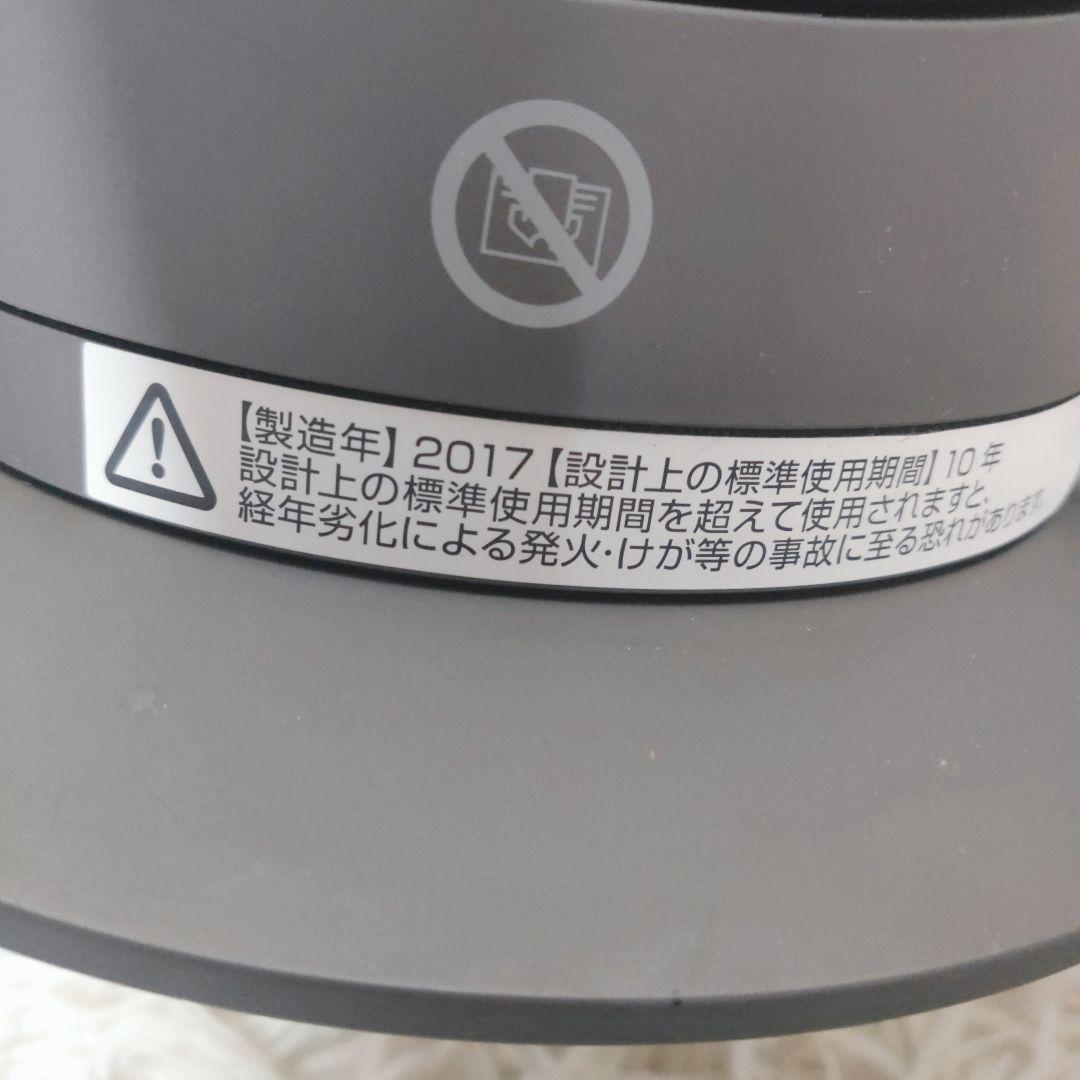 【製造年】2017【設計上の標準使用期間】10年
設計上の標準使用期間を超えて使用されますと、
経年劣化による発火・けが等の事故に至る恐れがあります。